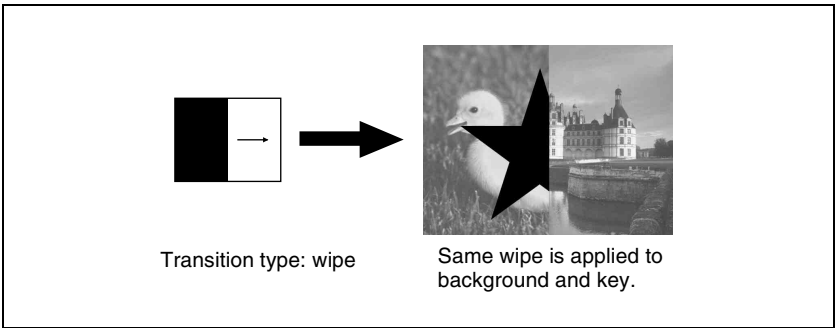 Transition type: wipe
Same wipe is applied to
background and key.